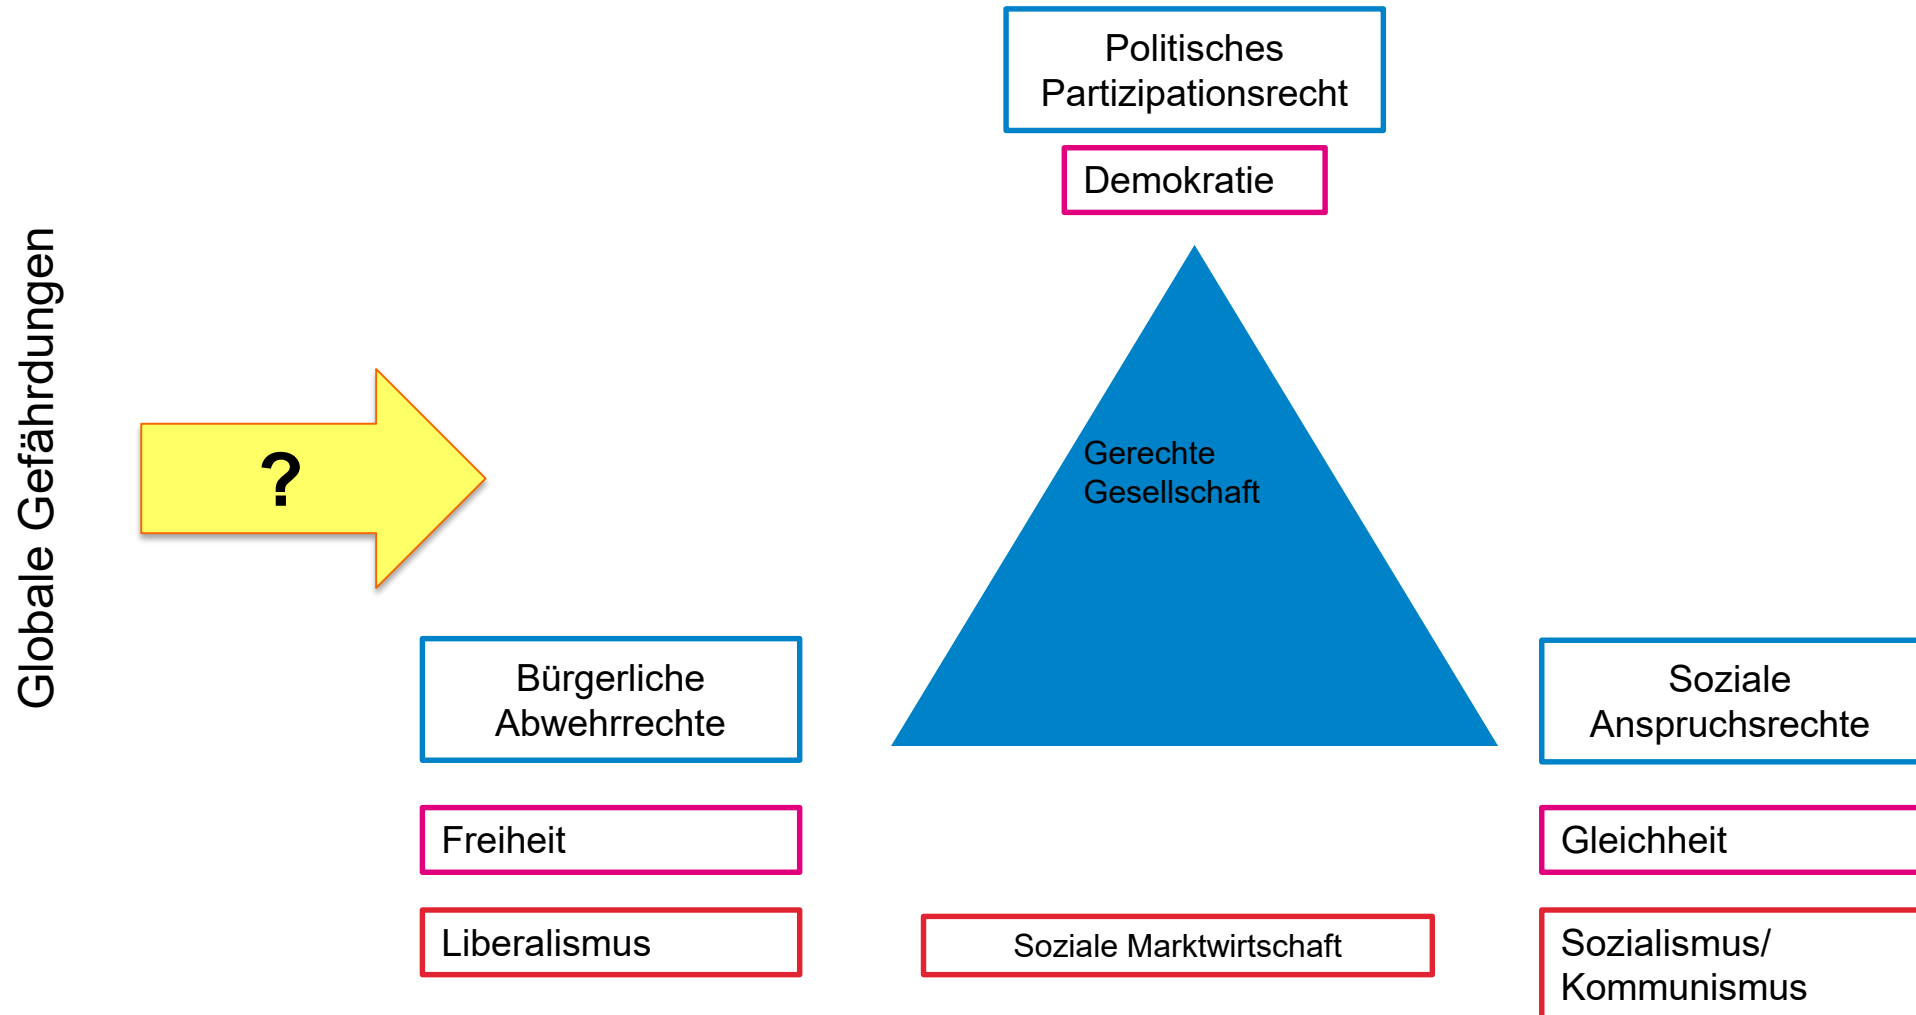 Politisches
Partizipationsrecht
Demokratie
Globale Gefährdungen
?
Gerechte
Gesellschaft
Bürgerliche
Abwehrrechte
Soziale
Anspruchsrechte
Freiheit
Gleichheit
Liberalismus
Soziale Marktwirtschaft
Sozialismus/
Kommunismus